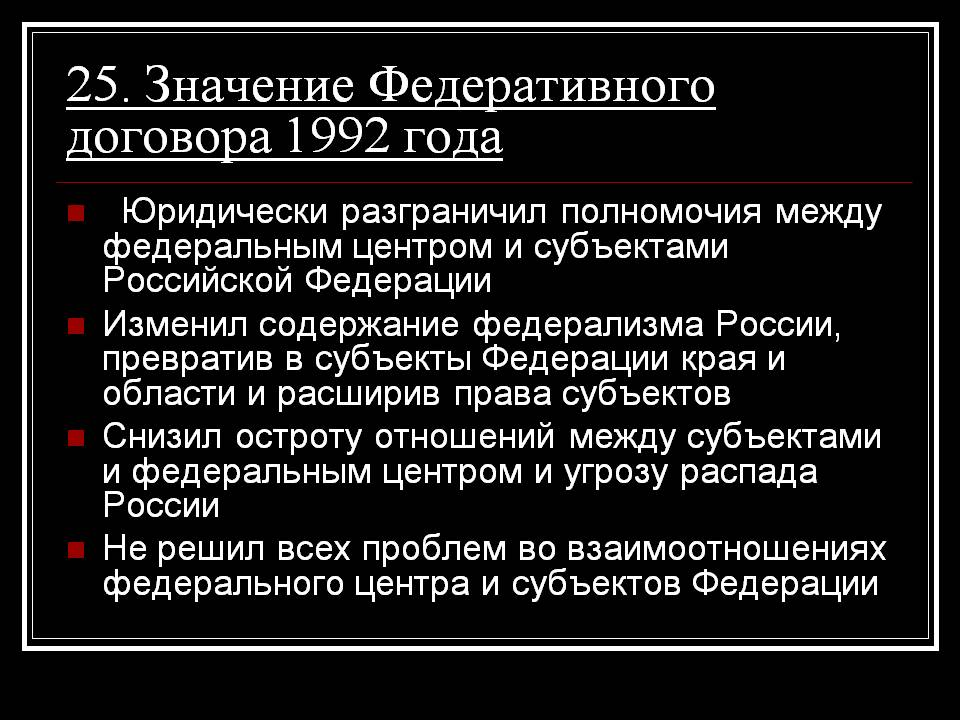 25. Значение Федеративного
договора 1992 года
Юридически разграничил полномочия между
федеральным центром и субъектами
Российской Федерации
Изменил содержание федерализма России,
превратив в субъекты Федерации края и
области и расширив права субъектов
Снизил остроту отношений между субъектами
и федеральным центром и угрозу распада
России
Не решил всех проблем во взаимоотношениях
федерального центра и субъектов Федерации